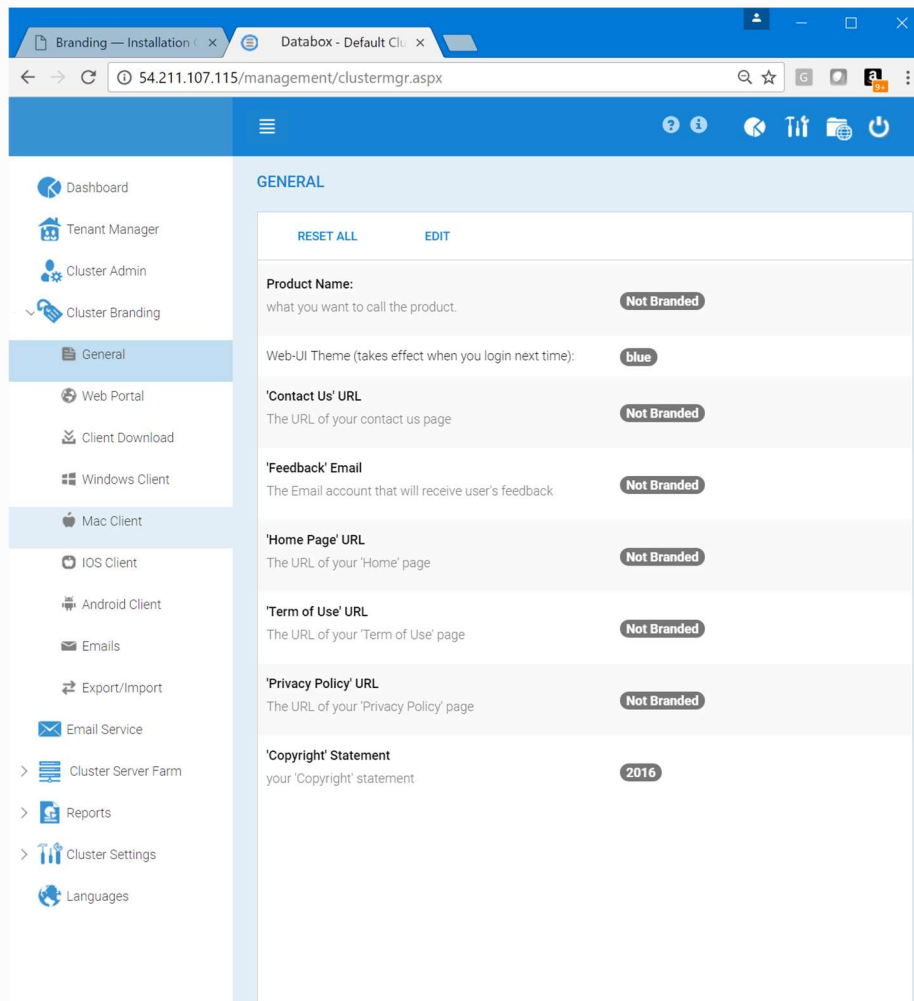 Branding — Installation
Databox - Default Clu
54.211.107.115/management/clustermgr.aspx
G
a
9+
Dashboard
Tenant Manager
Cluster Admin
Cluster Branding
General
Web Portal
Client Download
Windows Client
Mac Client
IOS Client
Android Client
Emails
Export/Import
Email Service
Cluster Server Farm
Reports
Cluster Settings
Languages
GENERAL
RESET ALL EDIT
Product Name:
what you want to call the product.
Not Branded
Web-UI Theme (takes effect when you login next time): blue
'Contact Us' URL
The URL of your contact us page
Not Branded
'Feedback' Email
The Email account that will receive user's feedback
Not Branded
'Home Page' URL
The URL of your 'Home' page
Not Branded
'Term of Use' URL
The URL of your 'Term of Use' page
Not Branded
'Privacy Policy' URL
The URL of your 'Privacy Policy' page
Not Branded
'Copyright' Statement
your 'Copyright' statement
2016